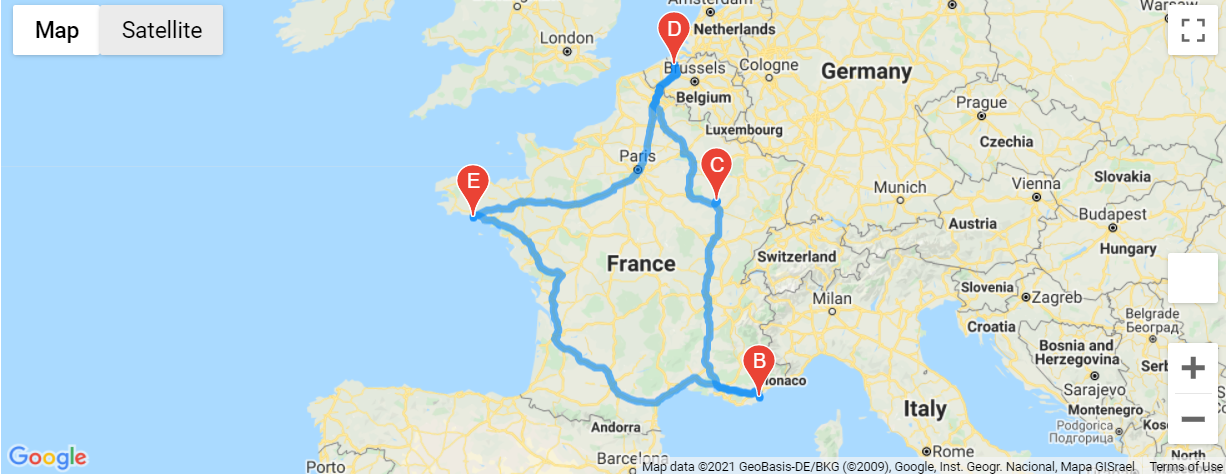 Map
Satellite
Amsterdam
Netherlands
Warsaw
London
D
Brussels
Cologne
Germany
Belgium
Prague
Luxembourg
Czechia
Paris
C
E
Slovakia
Munich
Vienna
Budapest
Austria
Hungary
Switzerland
France
Slovenia
Zagreb
Milan
Belgrade
Београд
Croatia
Bosnia and
Herzegovina
B
Monaco
Sarajevo
Montenegro
Podgorica
Подгорица
Italy
Andorra
Rome
Barcelona
Porto
North
Google
Map data ©2021 GeoBasis-DE/BKG (©2009), Google, Inst. Geogr. Nacional, Mapa GISrael
Terms of Use